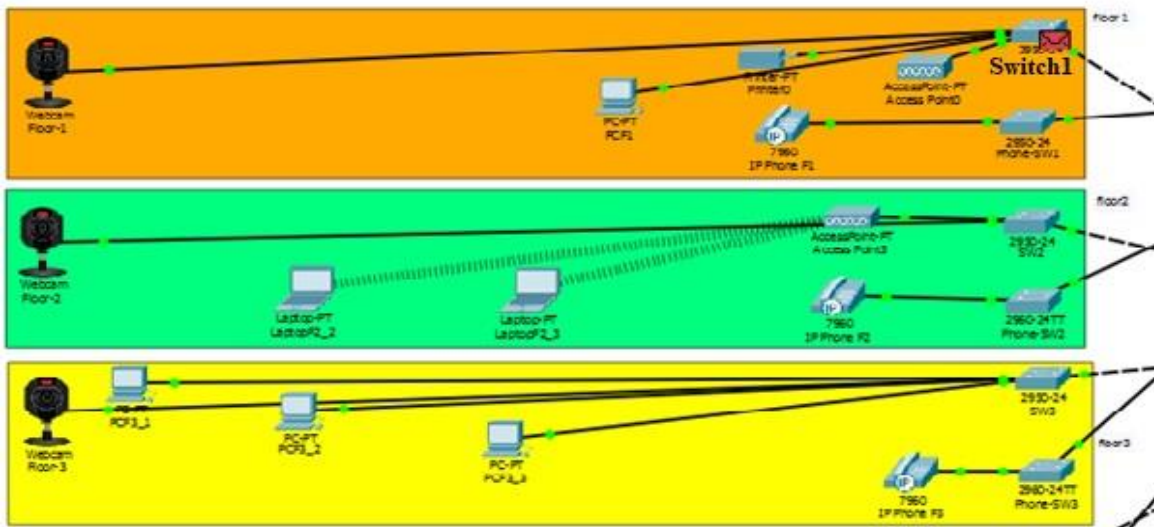 floor1
Webcam
Floor-1
PC-PT
PCF1
Printer-PT
Printer0
AccessPoint-PT
Access Point0
Switch1
7960
IP Phone F1
2950-24
Phone-SW1
floor2
Webcam
Floor-2
Laptop-PT
LaptopF2_2
Laptop-PT
LaptopF2_3
AccessPoint-PT
Access Point3
2950-24
SW2
IP
7960
IP Phone F2
2960-24TT
Phone-SW2
Webcam
Floor-3
PC-PT
PCF3_1
PC-PT
PCF3_2
PC-PT
PCF3_3
2950-24
SW3
floor3
IP
7960
IP Phone F3
2960-24TT
Phone-SW3